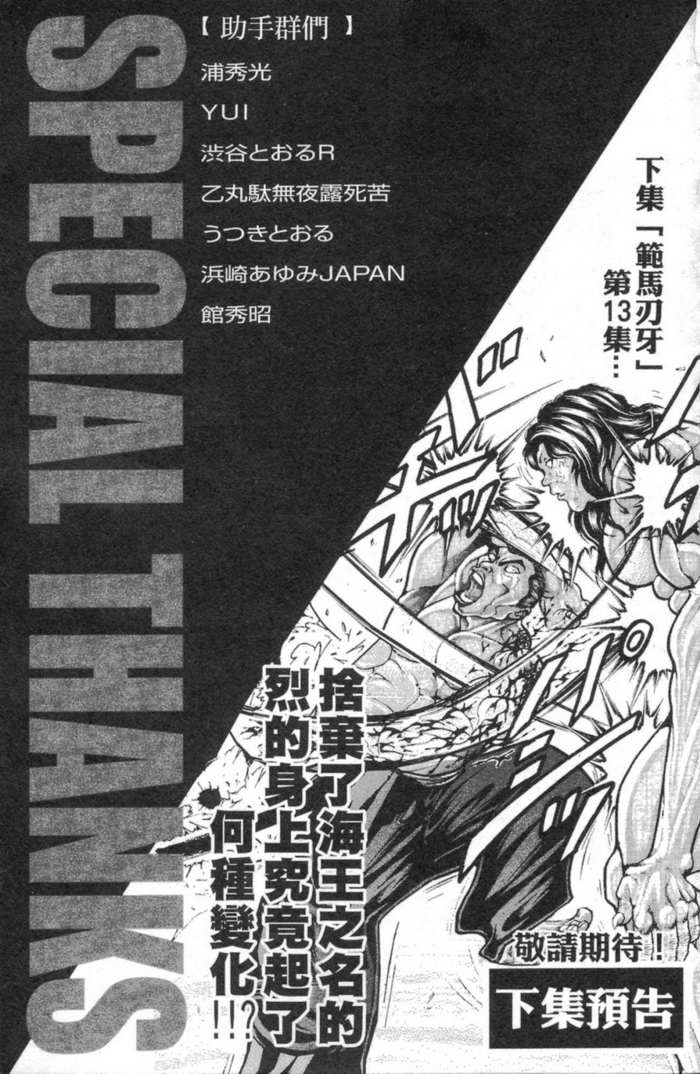 SPECIAL THANKS
【 助手群們 】
浦秀光
YUI
渋谷とおるR
乙丸駄無夜露死苦
うつきとおる
浜崎あゆみJAPAN
館秀昭
下集「範馬刃牙」
第13集…
捨棄了海王之名的
烈的身上究竟起了
何種變化!!?
敬請期待！
下集預告